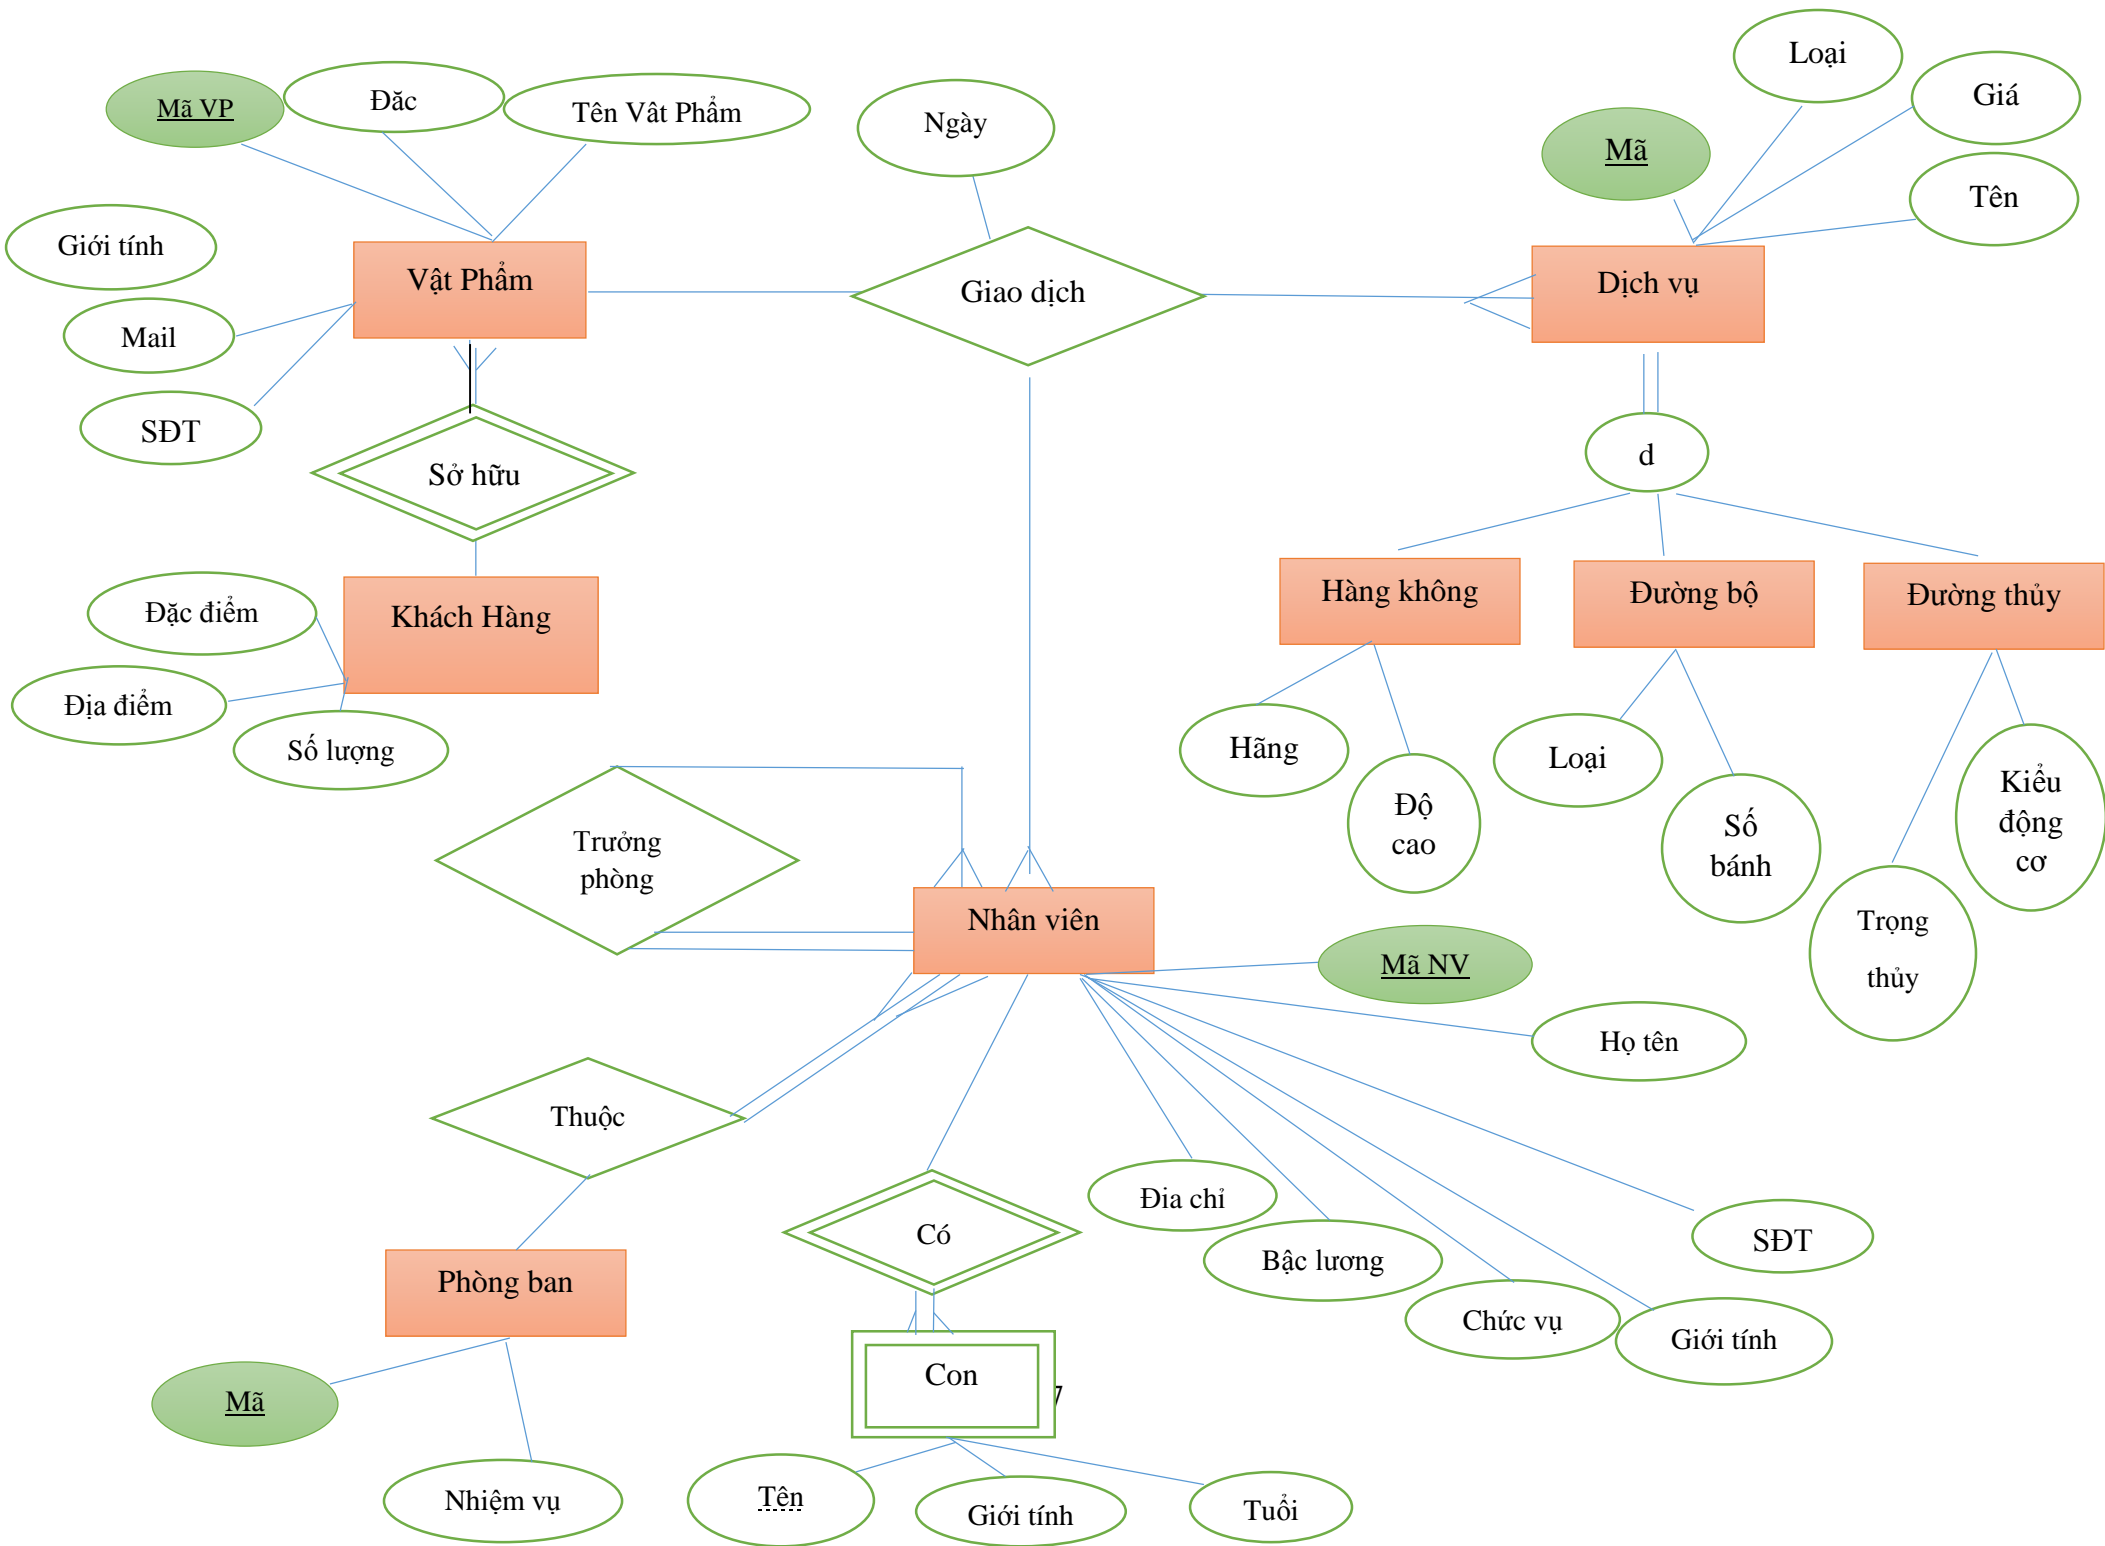 Loại
Mã VP
Đăc
Tên Vât Phẩm
Ngày
Giá
Mã
Tên
Giới tính
Vật Phẩm
Giao dịch
Dịch vụ
Mail
SĐT
Sở hữu
d
Đặc điểm
Khách Hàng
Hàng không
Đường bộ
Đường thủy
Địa điểm
Số lượng
Hãng
Độ
cao
Loại
Số
bánh
Kiểu
động
cơ
Trưởng
phòng
Nhân viên
Trọng
thủy
Mã NV
Họ tên
Thuộc
Có
Đia chỉ
Bậc lương
SĐT
Chức vụ
Giới tính
Phòng ban
Con
Mã
Nhiệm vụ
Tên
Giới tính
Tuổi